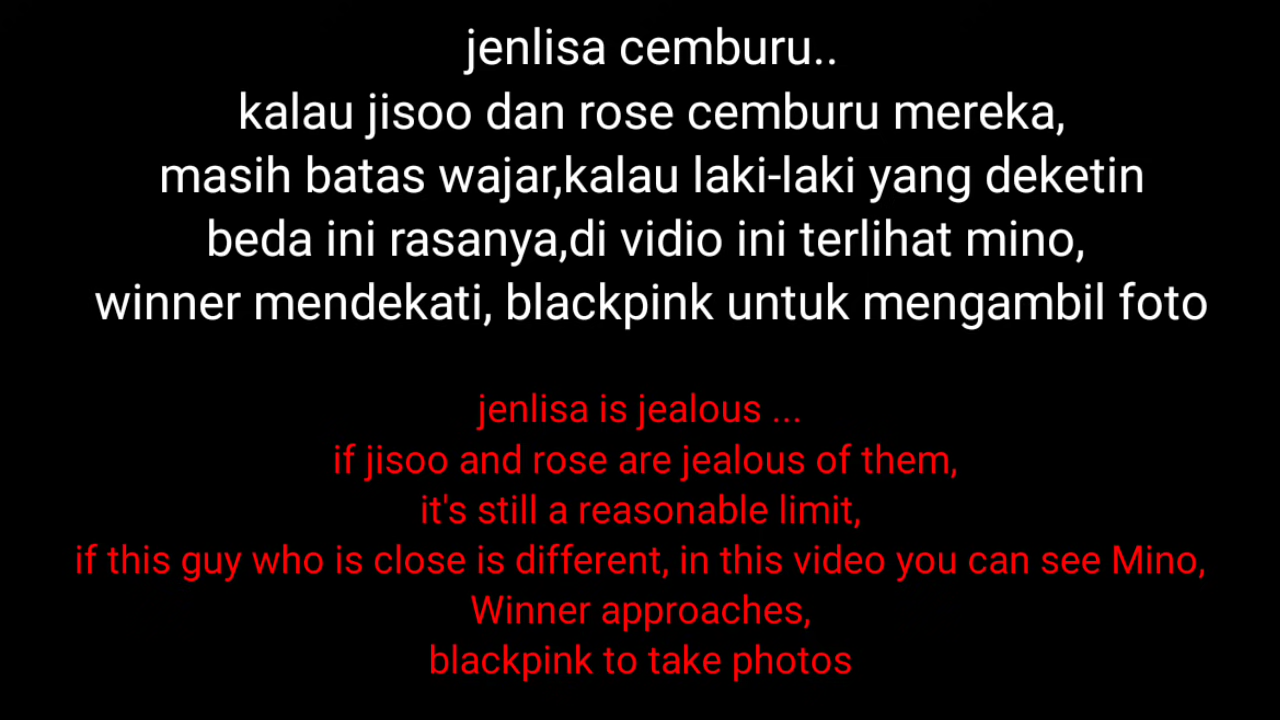 jenlisa cemburu..
kalau jisoo dan rose cemburu mereka,
masih batas wajar,kalau laki-laki yang deketin
beda ini rasanya,di vidio ini terlihat mino,
winner mendekati, blackpink untuk mengambil foto
jenlisa is jealous ...
if jisoo and rose are jealous of them,
it's still a reasonable limit,
if this guy who is close is different, in this video you can see Mino,
Winner approaches,
blackpink to take photos